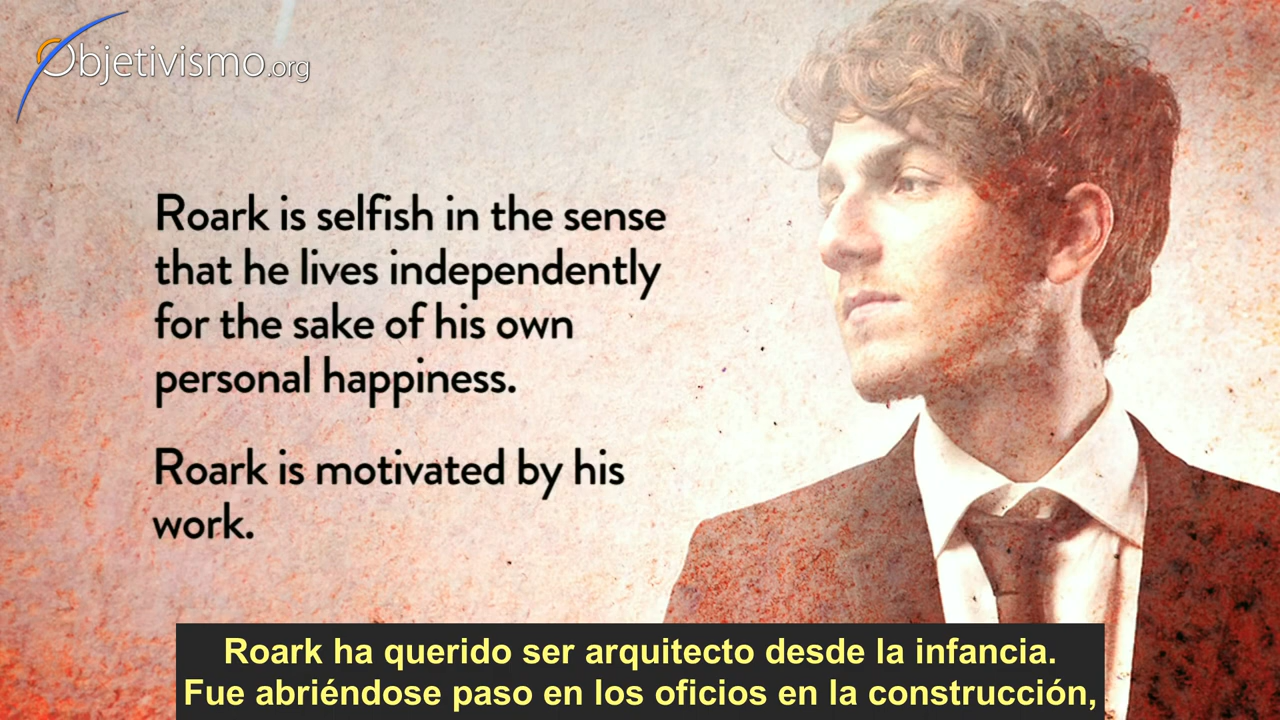 Objetivismo.org
Roark is selfish in the sense
that he lives independently
for the sake of his own
personal happiness.
Roark is motivated by his
work.
Roark ha querido ser arquitecto desde la infancia.
Fue abriéndose paso en los oficios en la construcción,